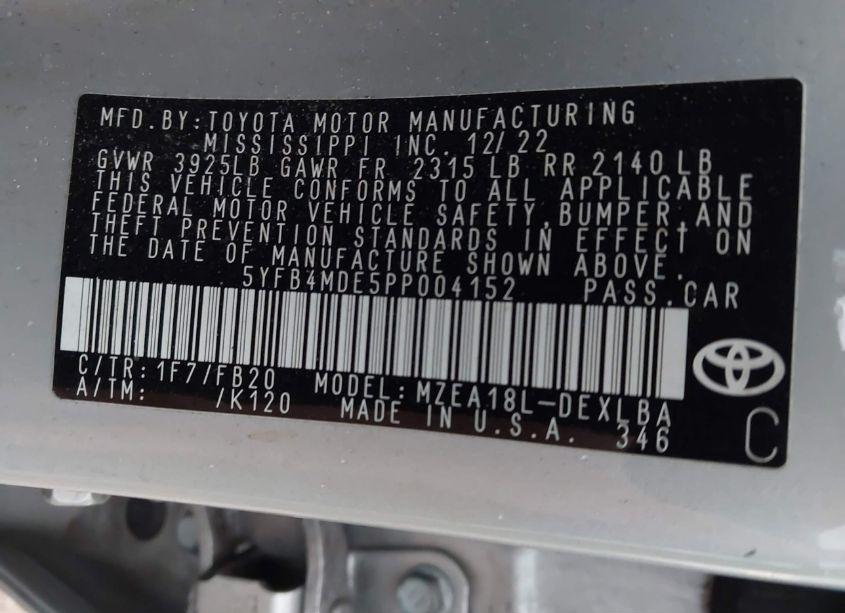 MFD.BY:TOYOTA MOTOR MANUFACTURING
MISSISSIPPI INC. 12/22
GVWR 3925LB GAWR FR 2315 LB RR 2140 LB
THIS VEHICLE CONFORMS TO ALL APPLICABLE
FEDERAL MOTOR VEHICLE SAFETY,BUMPER,AND
THEFT PREVENTION STANDARDS IN EFFECT ON
THE DATE OF MANUFACTURE SHOWN ABOVE.
5YFB4MDE5PP004152 PASS.CAR
C/TR: 1F7/FB20 MODEL:MZEA18L-DEXLBA
A/TM: /K120 MADE IN U.S.A. 346
C